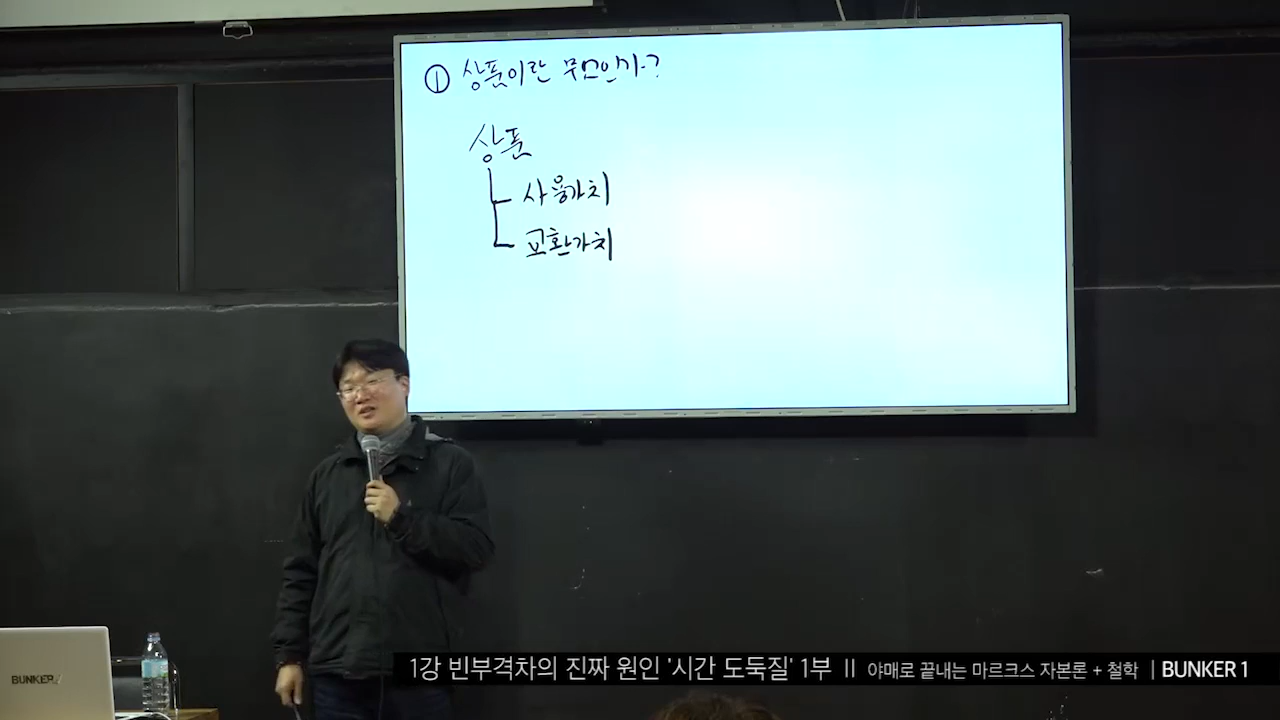 ① 상품이란 무엇인가?
상품
사용가치
교환가치
BUNKER
1강 빈부격차의 진짜 원인 '시간 도둑질' 1부 II 야매로 끝내는 마르크스 자본론 + 철학 | BUNKER 1